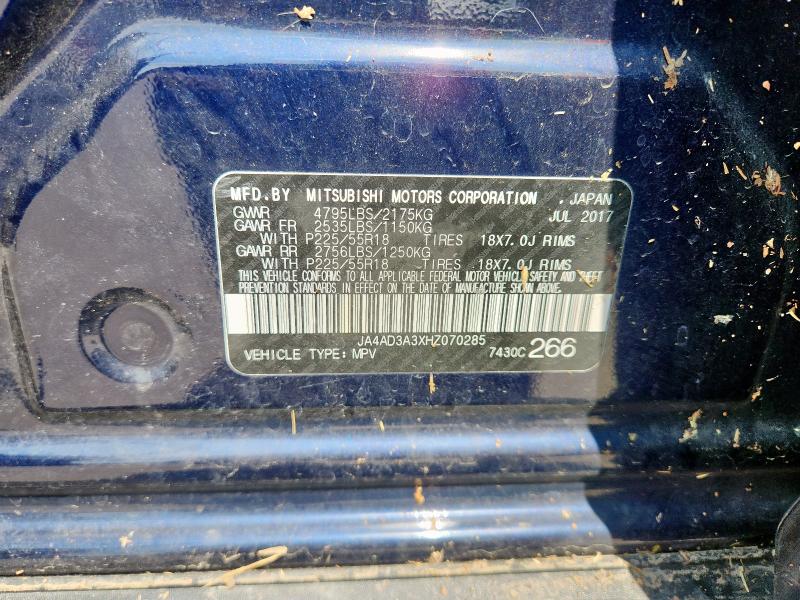 MFD.BY MITSUBISHI MOTORS CORPORATION . JAPAN
GWWR 4795LBS/2175KG JUL 2017
GAWR FR 2535LBS/1150KG
WITH P225/55R18 TIRES 18X7.0J RIMS
GAWR RR 2756LBS/1250KG
WITH P225/55R18 TIRES 18X7.0J RIMS
THIS VEHICLE CONFORMS TO ALL APPLICABLE FEDERAL MOTOR VEHICLE SAFETY AND THEFT
PREVENTION STANDARDS IN EFFECT ON THE DATE OF MANUFACTURE SHOWN ABOVE.
JA4AD3A3XHZ070285
VEHICLE TYPE: MPV 7430C 266